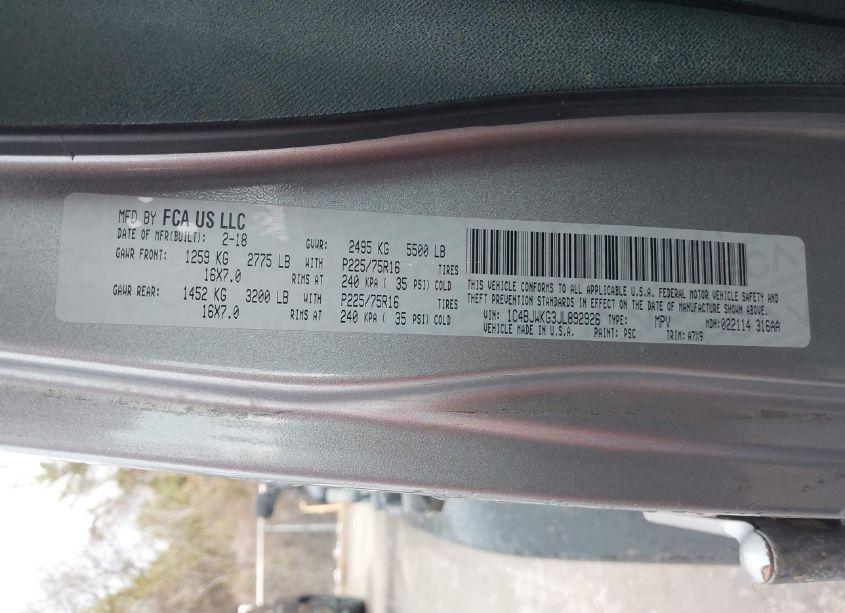 MFD BY FCA US LLC
DATE OF MFR(BUILT): 2-18 GVWR: 2495 KG 5500 LB
GAWR FRONT: 1259 KG 2775 LB WITH P225/75R16 TIRES
16X7.0 RIMS AT 240 KPA ( 35 PSI) COLD
GAWR REAR: 1452 KG 3200 LB WITH P225/75R16 TIRES
16X7.0 RIMS AT 240 KPA ( 35 PSI) COLD
THIS VEHICLE CONFORMS TO ALL APPLICABLE U.S.A. FEDERAL MOTOR VEHICLE SAFETY AND
THEFT PREVENTION STANDARDS IN EFFECT ON THE DATE OF MANUFACTURE SHOWN ABOVE.
VIN: 1C4BJWKG3JL892926 TYPE: MPV MDH:022114 316AA
VEHICLE MADE IN U.S.A. PAINT: PSC TRIM: A7X9